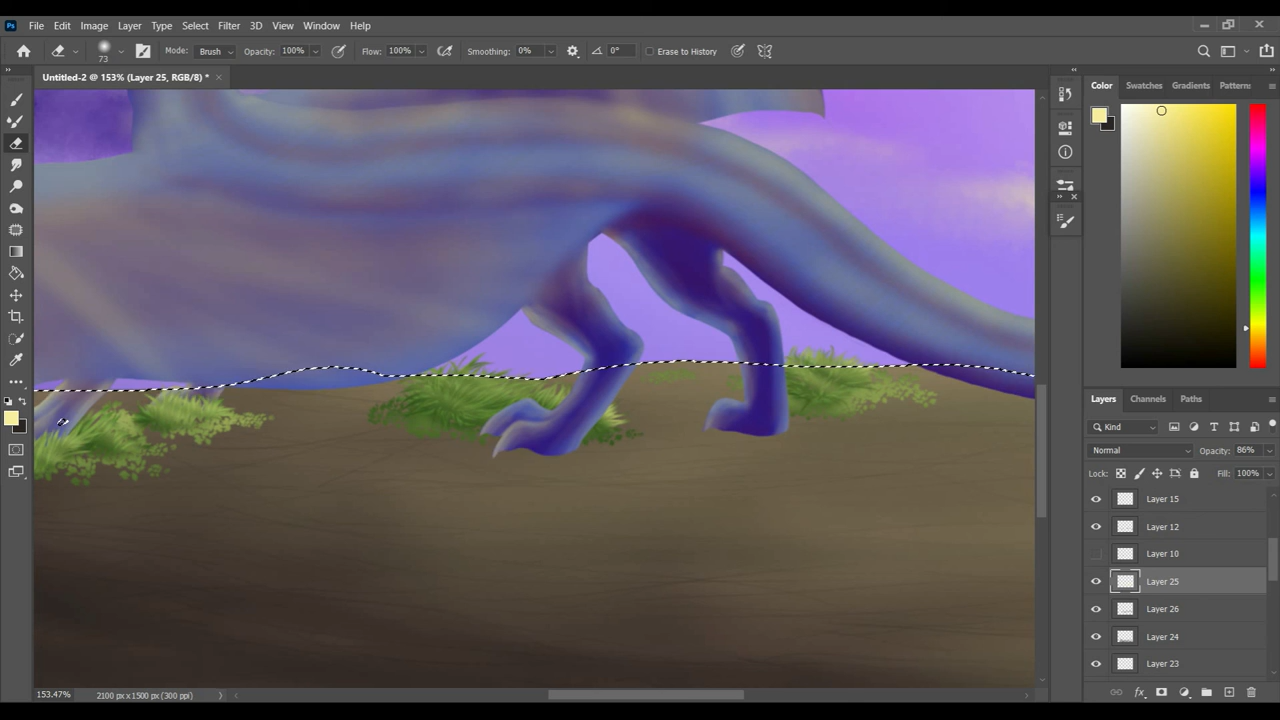 Ps File Edit Image Layer Type Select Filter 3D View Window Help
73 Mode: Brush Opacity: 100% Flow: 100% Smoothing: 0% 0° Erase to History
Untitled-2 @ 153% (Layer 25, RGB/8) *
Color Swatches Gradients Patterns
Layers Channels Paths
Kind
Normal Opacity: 86%
Lock: Fill: 100%
Layer 15
Layer 12
Layer 10
Layer 25
Layer 26
Layer 24
Layer 23
153.47% 2100 px x 1500 px (300 ppi)